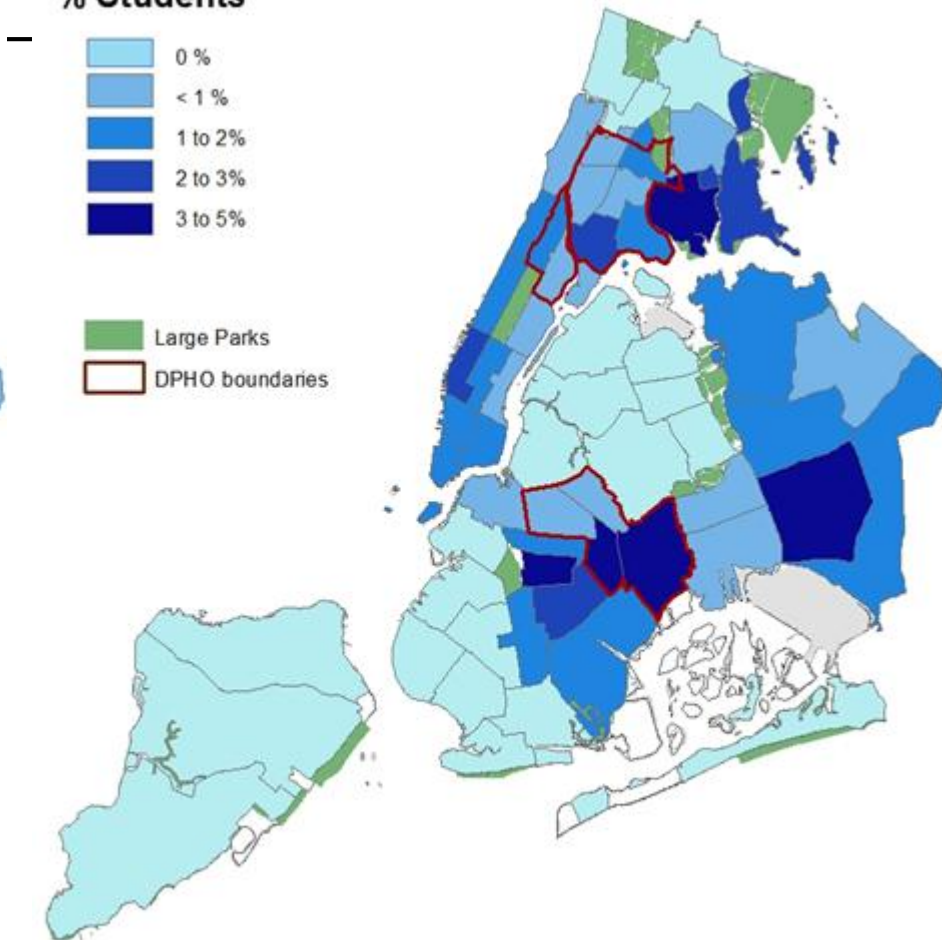 % Students
0 %
< 1 %
1 to 2%
2 to 3%
3 to 5%
Large Parks
DPHO boundaries